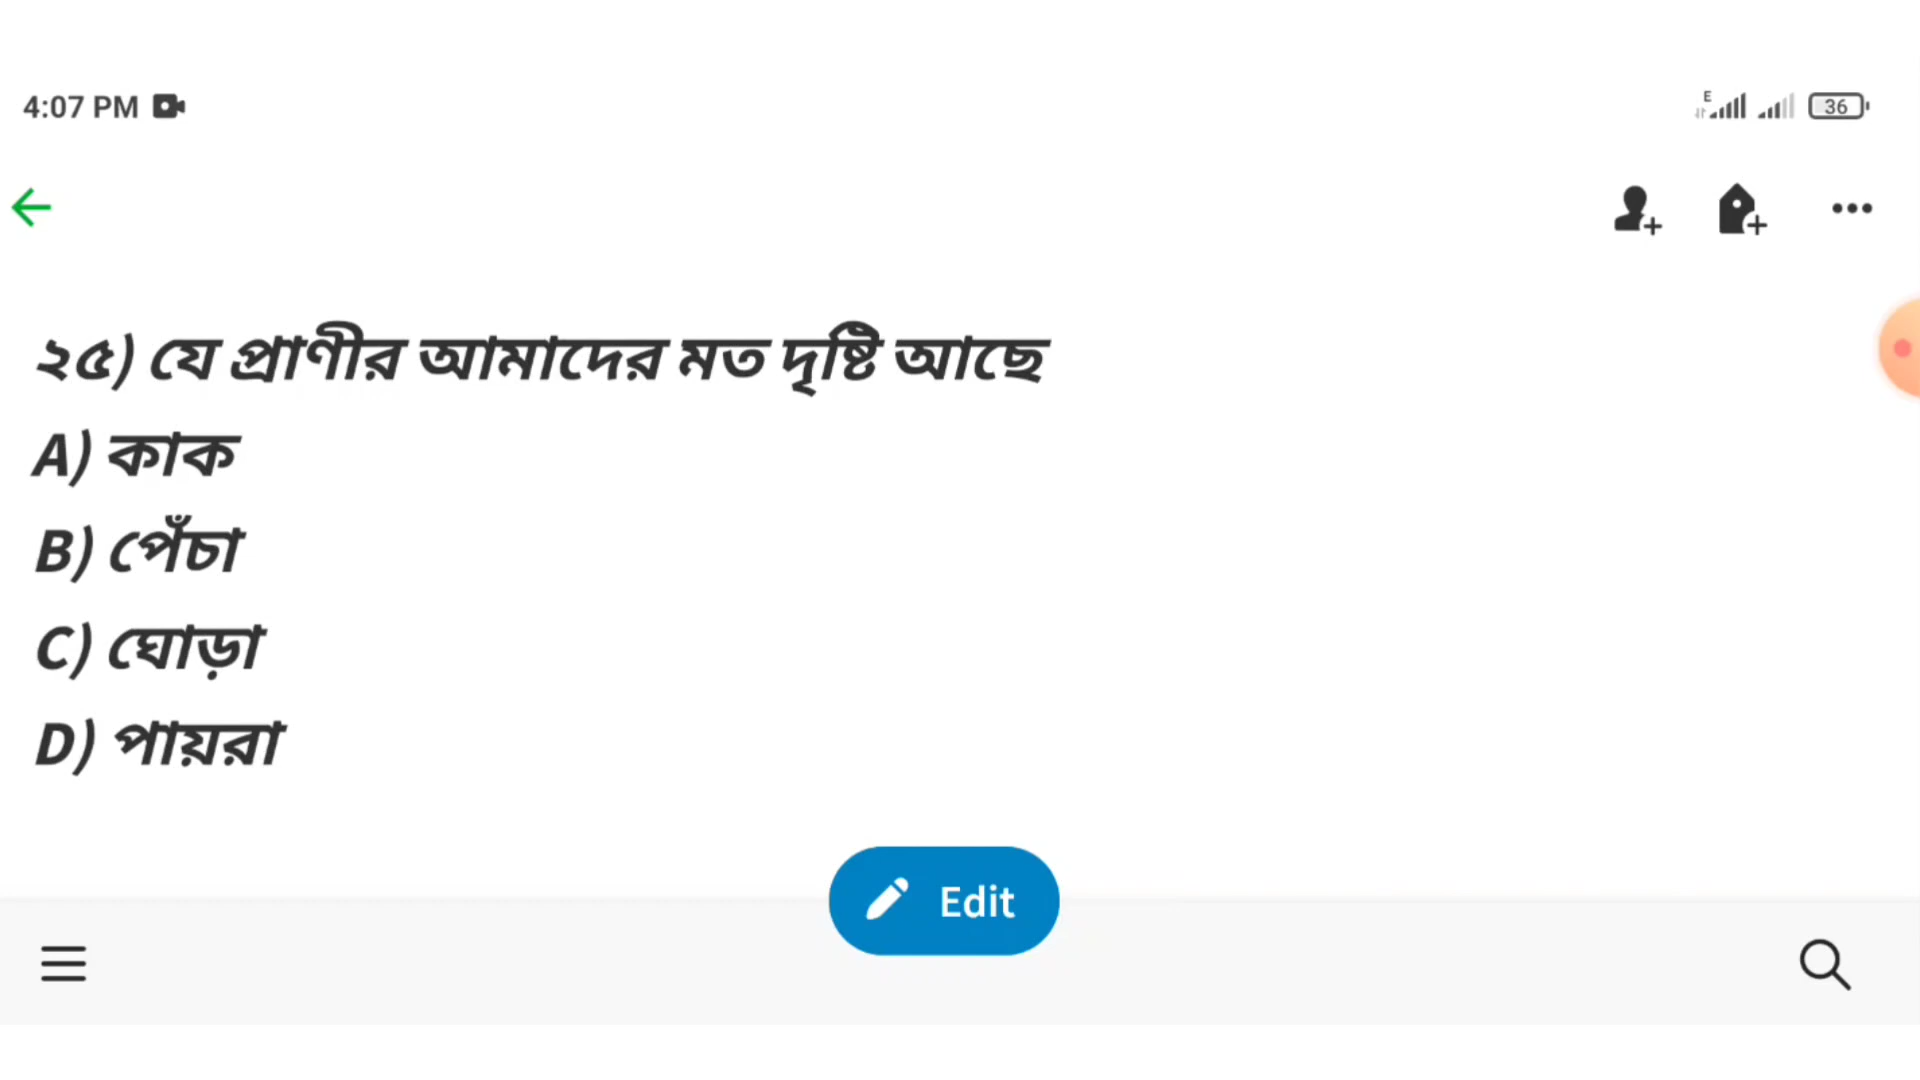 4:07 PM
E
36
২৫) যে প্রাণীর আমাদের মত দৃষ্টি আছে
A) কাক
B) পেঁচা
C) ঘোড়া
D) পায়রা
Edit